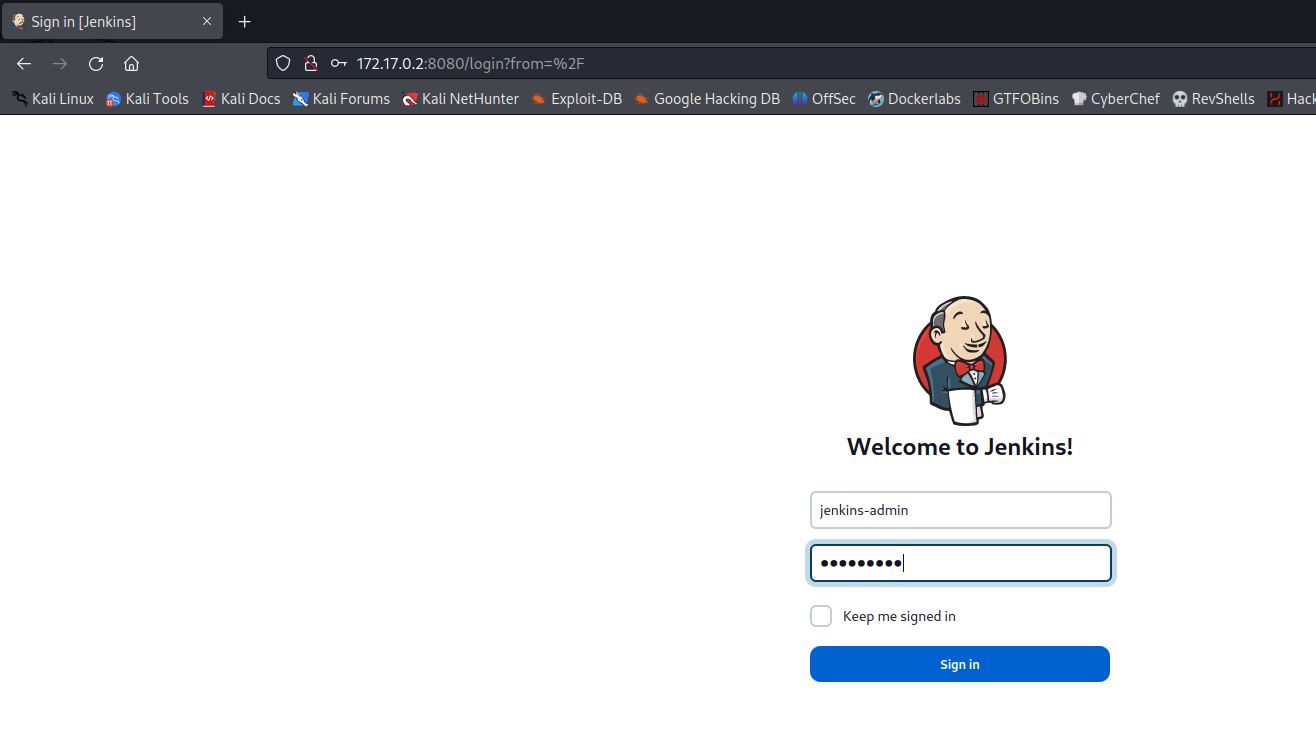 Sign in [Jenkins]
172.17.0.2:8080/login?from=%2F
Kali Linux Kali Tools Kali Docs Kali Forums Kali NetHunter Exploit-DB Google Hacking DB OffSec Dockerlabs GTFOBins CyberChef RevShells Hack
Welcome to Jenkins!
jenkins-admin
•••••••••
Keep me signed in
Sign in